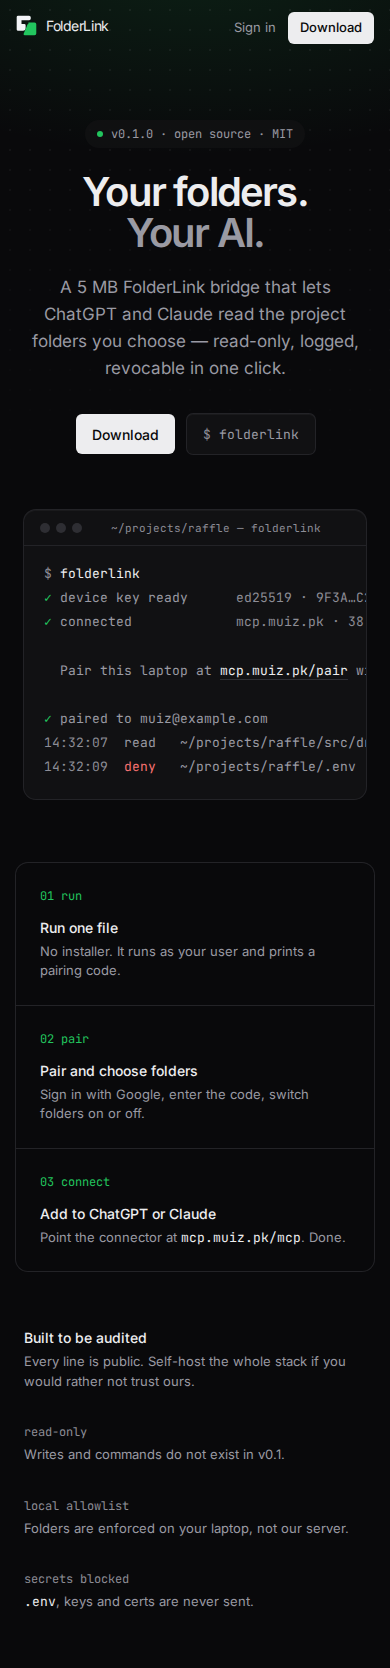 FolderLink
Sign in
Download
v0.1.0 · open source · MIT
Your folders.
Your AI.
A 5 MB FolderLink bridge that lets
ChatGPT and Claude read the project
folders you choose — read-only, logged,
revocable in one click.
Download
$ folderlink
~/projects/raffle — folderlink
$ folderlink
✓ device key ready ed25519 · 9F3A…C
✓ connected mcp.muiz.pk · 38
Pair this laptop at mcp.muiz.pk/pair w
✓ paired to muiz@example.com
14:32:07 read ~/projects/raffle/src/d
14:32:09 deny ~/projects/raffle/.env
01 run
Run one file
No installer. It runs as your user and prints a
pairing code.
02 pair
Pair and choose folders
Sign in with Google, enter the code, switch
folders on or off.
03 connect
Add to ChatGPT or Claude
Point the connector at mcp.muiz.pk/mcp. Done.
Built to be audited
Every line is public. Self-host the whole stack if you
would rather not trust ours.
read-only
Writes and commands do not exist in v0.1.
local allowlist
Folders are enforced on your laptop, not our server.
secrets blocked
.env, keys and certs are never sent.